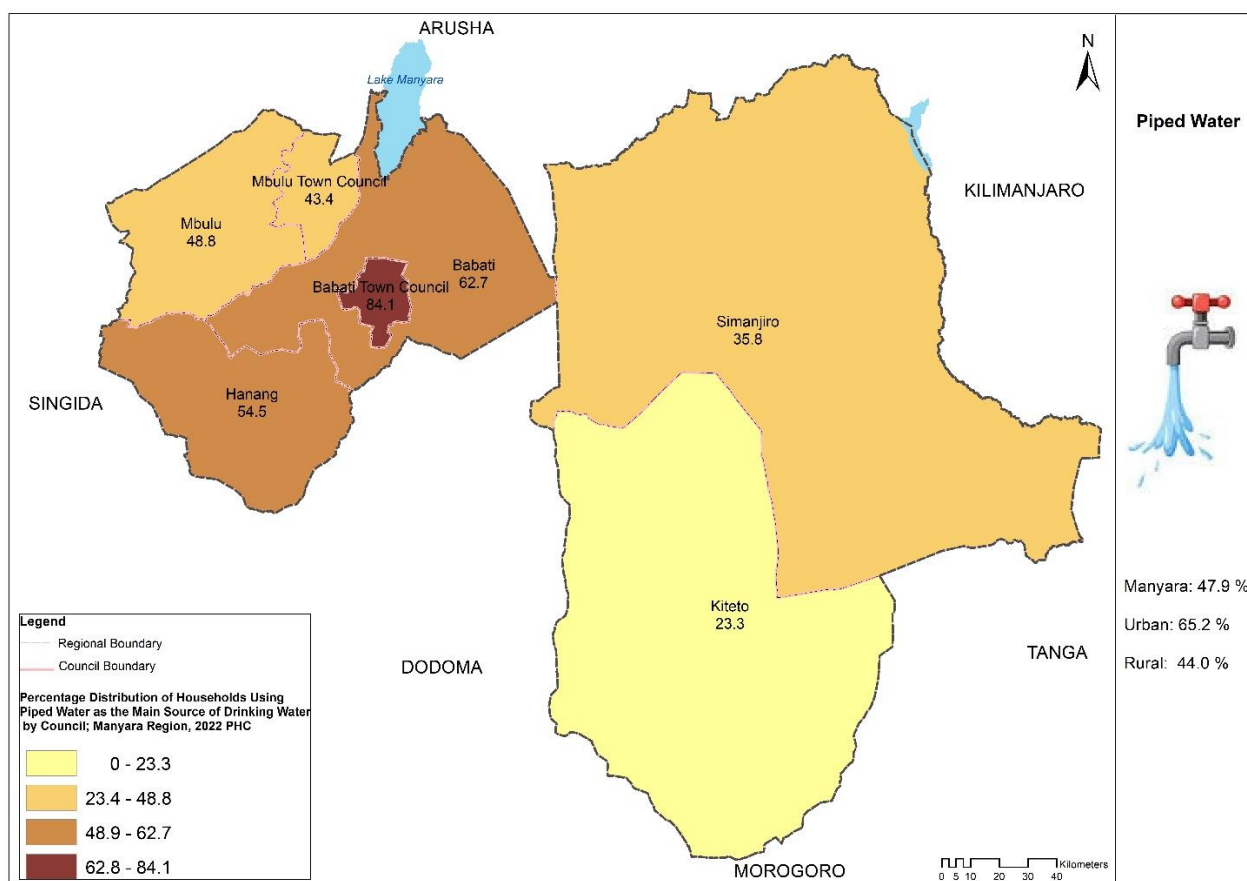 ARUSHA
Lake Manyara
N
Piped Water
KILIMANJARO
Mbulu Town Council
43.4
Mbulu
48.8
Babati
62.7
Babati Town Council
84.1
Simanjiro
35.8
Hanang
54.5
SINGIDA
Kiteto
23.3
DODOMA
TANGA
MOROGORO
Manyara: 47.9 %
Urban: 65.2 %
Rural: 44.0 %
Legend
Regional Boundary
Council Boundary
Percentage Distribution of Households Using
Piped Water as the Main Source of Drinking Water
by Council; Manyara Region, 2022 PHC
0 - 23.3
23.4 - 48.8
48.9 - 62.7
62.8 - 84.1
Kilometers
0 5 10 20 30 40